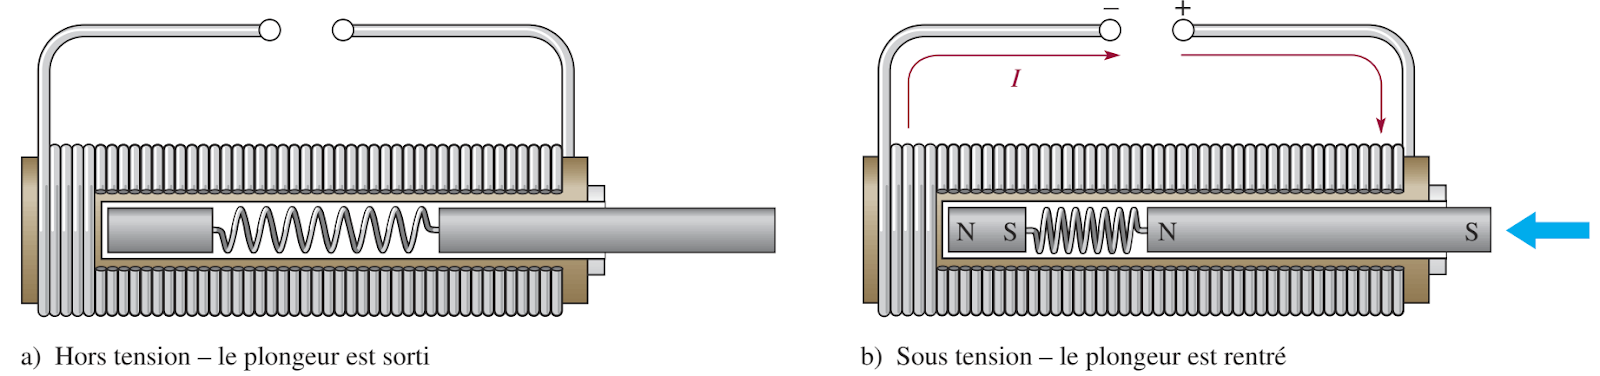 − +
I
N S N S
a) Hors tension – le plongeur est sorti
b) Sous tension – le plongeur est rentré